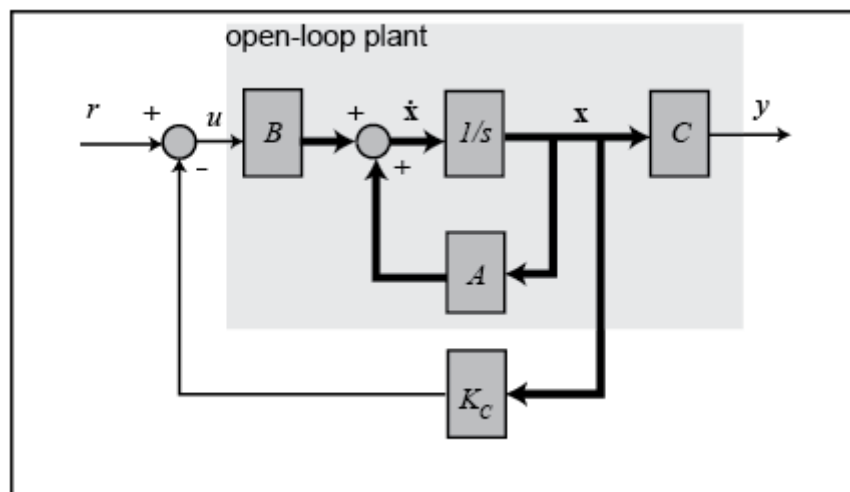 open-loop plant
r + u B + ẋ 1/s x C y
- +
A
K_C